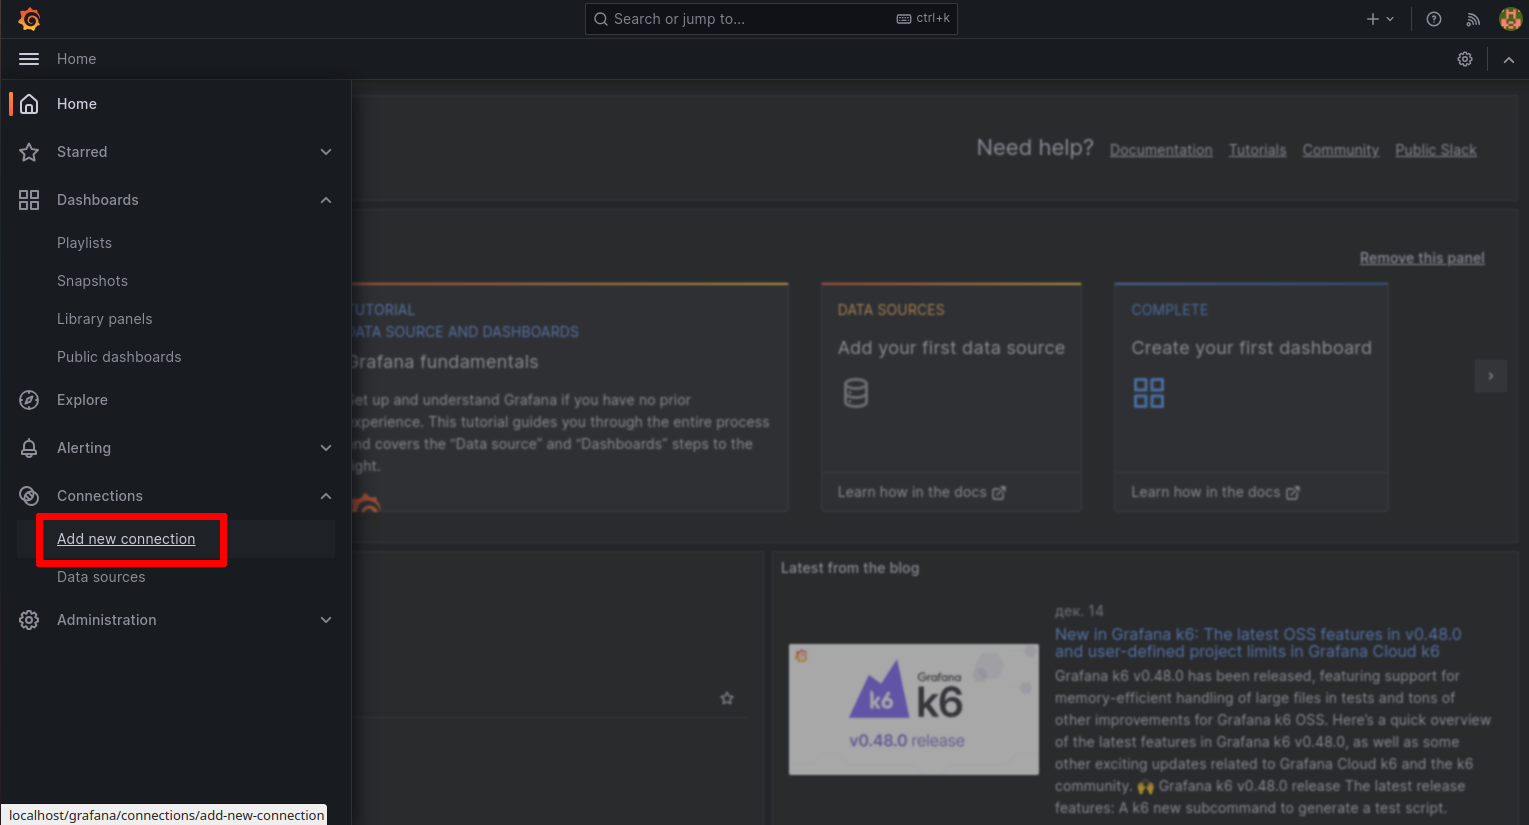 Search or jump to...
ctrl+k
Home
Home
Starred
Dashboards
Playlists
Snapshots
Library panels
Public dashboards
Explore
Alerting
Connections
Add new connection
Data sources
Administration
Need help? Documentation Tutorials Community Public Slack
Remove this panel
TUTORIAL
DATA SOURCE AND DASHBOARDS
Grafana fundamentals
Set up and understand Grafana if you have no prior
experience. This tutorial guides you through the entire process
and covers the “Data source” and “Dashboards” steps to the
right.
DATA SOURCES
Add your first data source
Learn how in the docs
COMPLETE
Create your first dashboard
Learn how in the docs
Latest from the blog
Grafana
k6
k6
v0.48.0 release
дек. 14
New in Grafana k6: The latest OSS features in v0.48.0
and user-defined project limits in Grafana Cloud k6
Grafana k6 v0.48.0 has been released, featuring support for
memory-efficient handling of large files in tests and tons of
other improvements for Grafana k6 OSS. Here’s a quick overview
of the latest features in Grafana k6 v0.48.0, as well as some
other exciting updates related to Grafana Cloud k6 and the k6
community. 🙌 Grafana k6 v0.48.0 release The latest release
features: A k6 new subcommand to generate a test script.
localhost/grafana/connections/add-new-connection